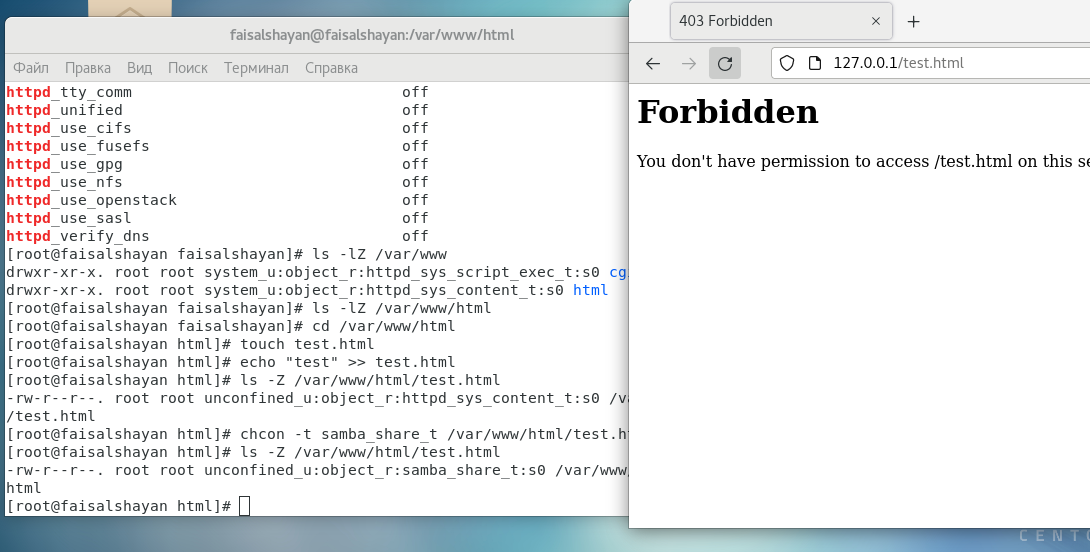 faisalshayan@faisalshayan:/var/www/html
Файл Правка Вид Поиск Терминал Справка
httpd_tty_comm off
httpd_unified off
httpd_use_cifs off
httpd_use_fusefs off
httpd_use_gpg off
httpd_use_nfs off
httpd_use_openstack off
httpd_use_sasl off
httpd_verify_dns off
[root@faisalshayan faisalshayan]# ls -lZ /var/www
drwxr-xr-x. root root system_u:object_r:httpd_sys_script_exec_t:s0 cg
drwxr-xr-x. root root system_u:object_r:httpd_sys_content_t:s0 html
[root@faisalshayan faisalshayan]# ls -lZ /var/www/html
[root@faisalshayan faisalshayan]# cd /var/www/html
[root@faisalshayan html]# touch test.html
[root@faisalshayan html]# echo "test" >> test.html
[root@faisalshayan html]# ls -Z /var/www/html/test.html
-rw-r--r--. root root unconfined_u:object_r:httpd_sys_content_t:s0 /va
/test.html
[root@faisalshayan html]# chcon -t samba_share_t /var/www/html/test.ht
[root@faisalshayan html]# ls -Z /var/www/html/test.html
-rw-r--r--. root root unconfined_u:object_r:samba_share_t:s0 /var/www/
html
[root@faisalshayan html]#
403 Forbidden
127.0.0.1/test.html
Forbidden
You don't have permission to access /test.html on this se
CENTO